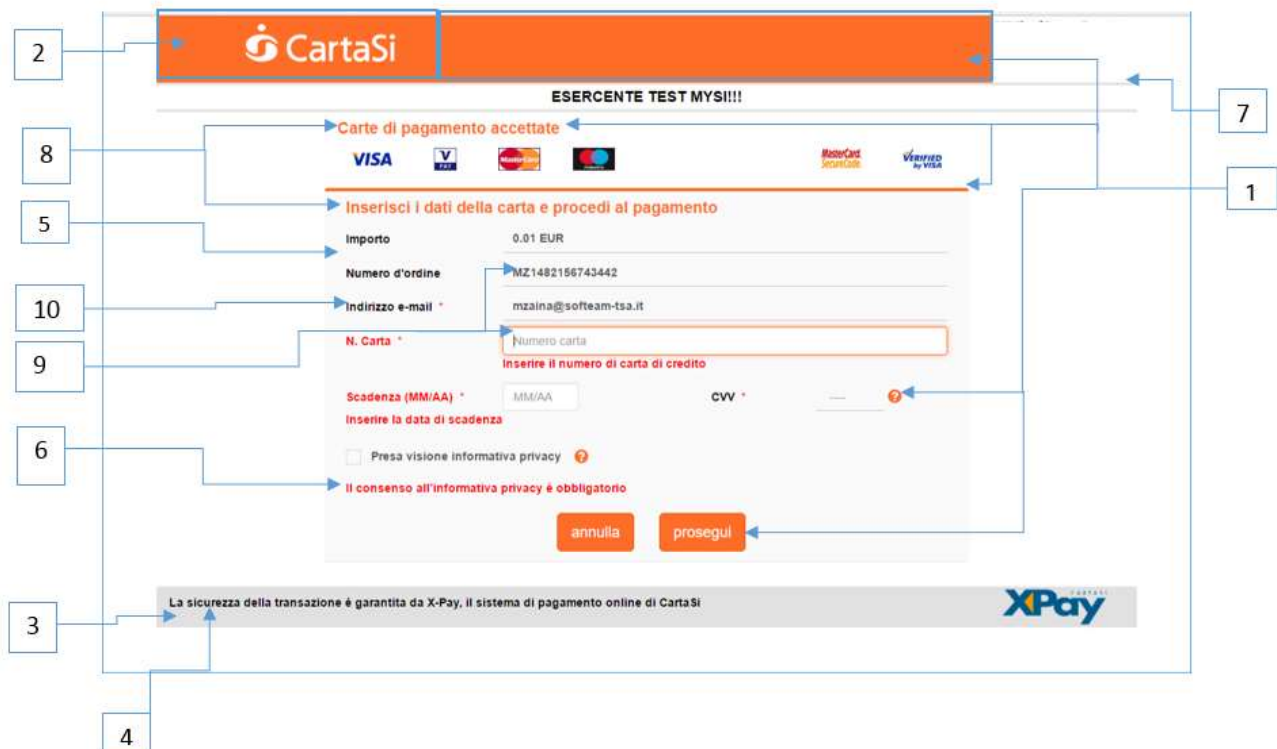 2
CartaSi
7
ESERCENTE TEST MYSI!!!
8
Carte di pagamento accettate
VISA V PAY MasterCard MasterCard. SecureCode. VERIFIED by VISA
1
Inserisci i dati della carta e procedi al pagamento
5
Importo 0.01 EUR
Numero d'ordine MZ1482156743442
10
Indirizzo e-mail * mzaina@softeam-tsa.it
9
N. Carta * Numero carta
Inserire il numero di carta di credito
Scadenza (MM/AA) * MM/AA CVV * ---- ?
Inserire la data di scadenza
6
Presa visione informativa privacy ?
Il consenso all'informativa privacy é obbligatorio
annulla prosegui
3
La sicurezza della transazione é garantita da X-Pay, il sistema di pagamento online di CartaSi
CARTASI
XPay
4